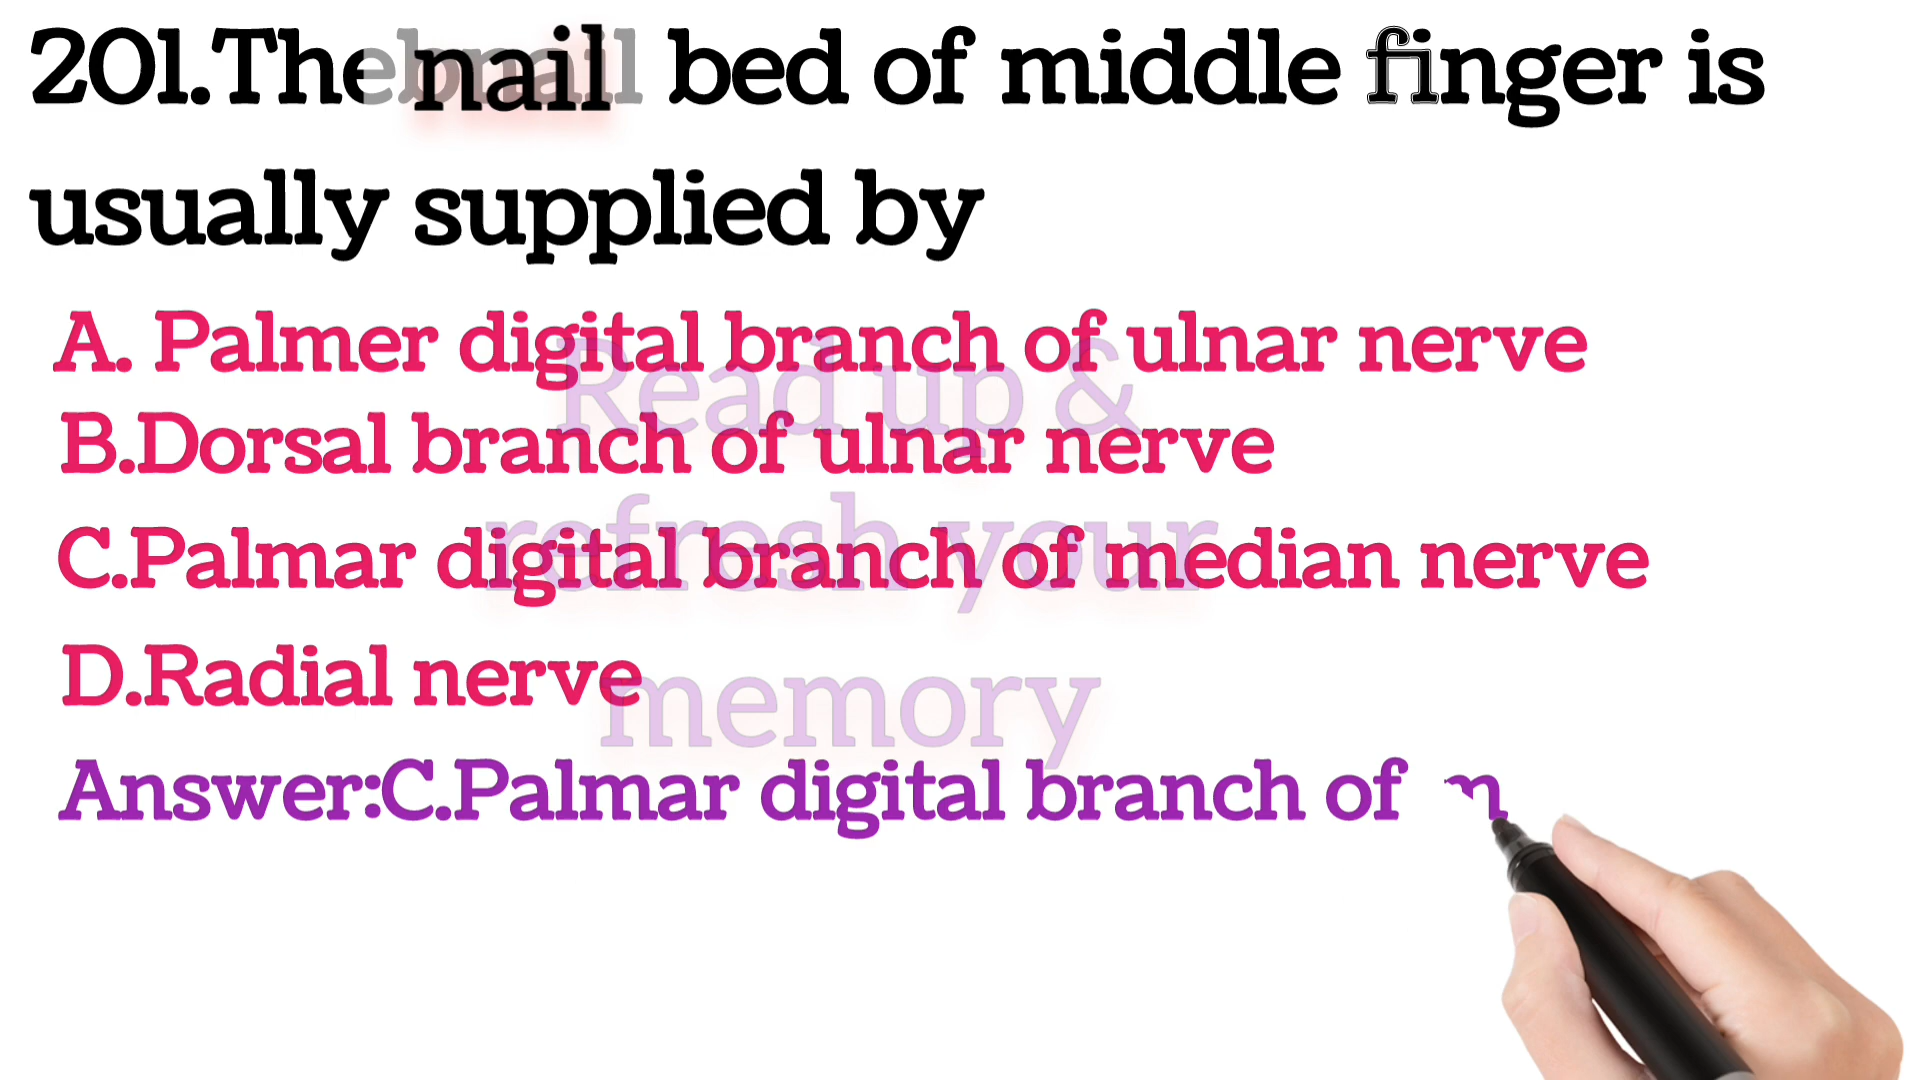 201.The nail bed of middle finger is
usually supplied by
A. Palmer digital branch of ulnar nerve
B.Dorsal branch of ulnar nerve
C.Palmar digital branch of median nerve
D.Radial nerve
Answer:C.Palmar digital branch of m
Read up &
refresh your
memory